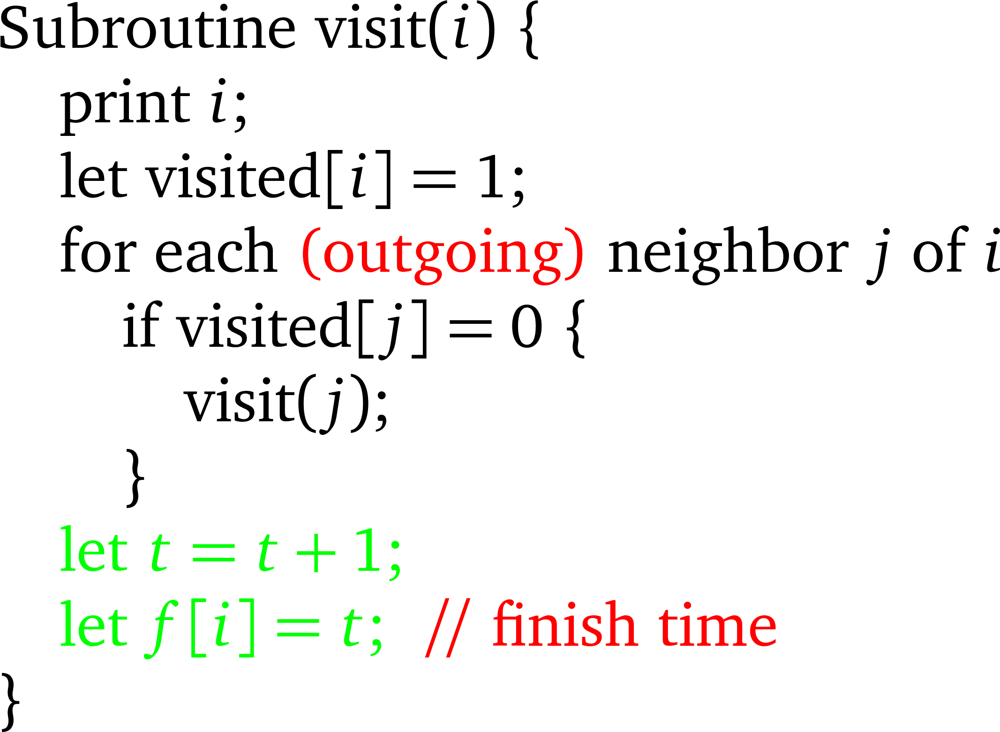 Subroutine visit(i) {
print i;
let visited[i] = 1;
for each (outgoing) neighbor j of i
if visited[j] = 0 {
visit(j);
}
let t = t + 1;
let f[i] = t; // finish time
}